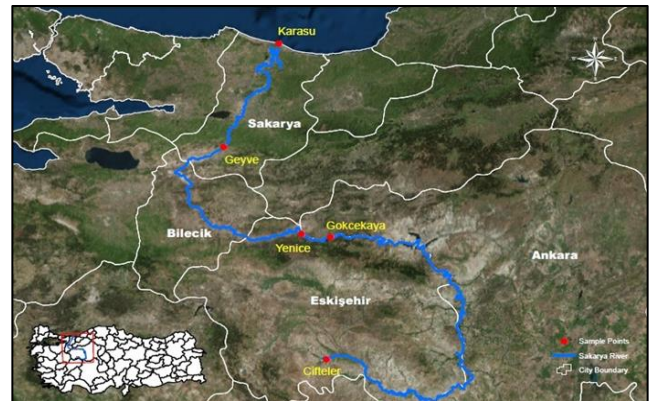 Karasu
Sakarya
Geyve
Bilecik
Gokcekaya
Yenice
Ankara
Eskişehir
Cifteler
Sample Points
Sakarya River
City Boundary